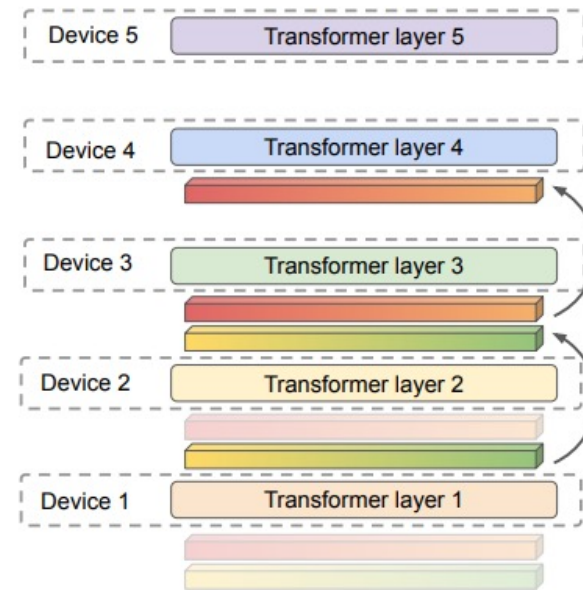 Device 5 Transformer layer 5
Device 4 Transformer layer 4
Device 3 Transformer layer 3
Device 2 Transformer layer 2
Device 1 Transformer layer 1